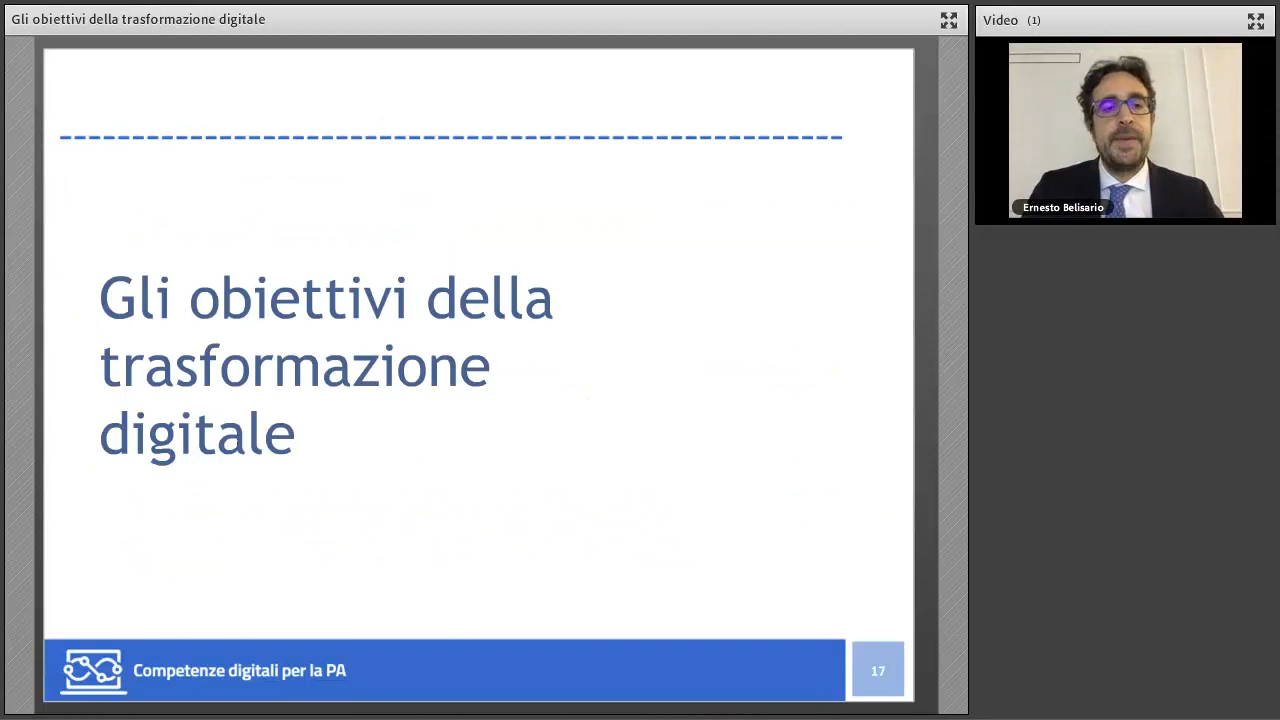 Gli obiettivi della trasformazione digitale
Video (1)
Ernesto Belisario
Gli obiettivi della
trasformazione
digitale
Competenze digitali per la PA
17